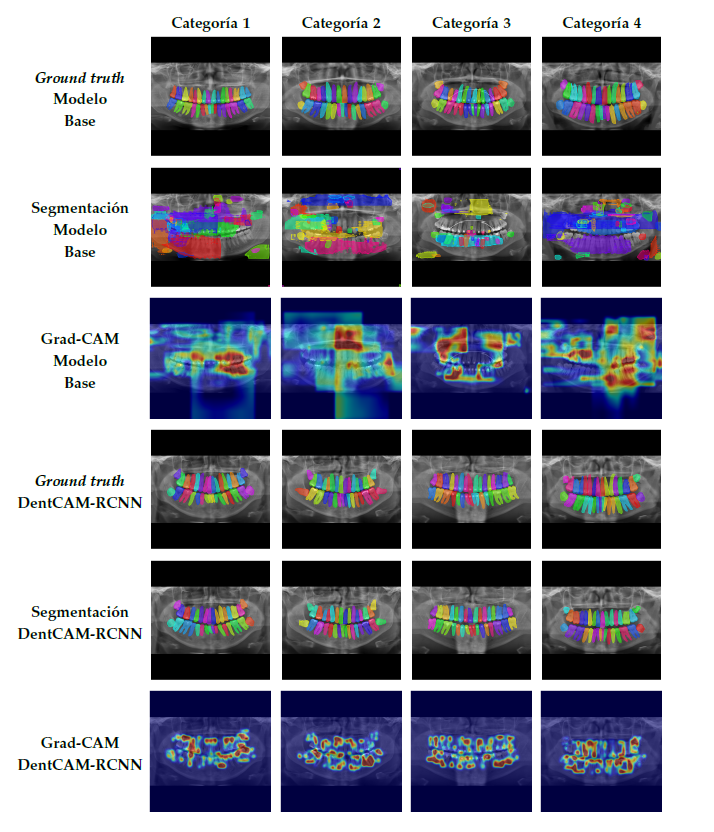 Categoría 1 Categoría 2 Categoría 3 Categoría 4
Ground truth
Modelo
Base
Segmentación
Modelo
Base
Grad-CAM
Modelo
Base
Ground truth
DentCAM-RCNN
Segmentación
DentCAM-RCNN
Grad-CAM
DentCAM-RCNN